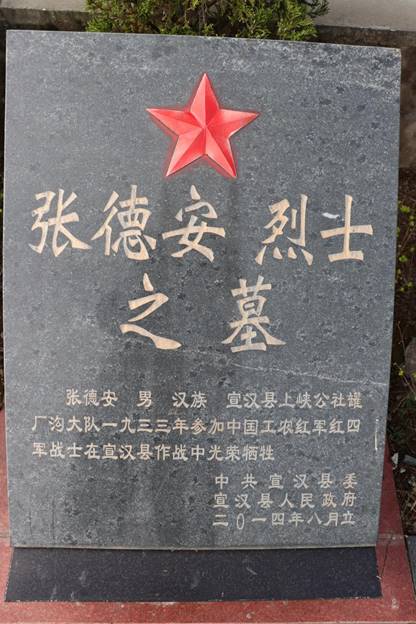 张德安 烈士
之墓
张德安 男 汉族 宣汉县上峡公社罐
厂沟大队一九三三年参加中国工农红军红四
军战士在宣汉县作战中光荣牺牲
中共宣汉县委
宣汉县人民政府
二〇一四年八月立